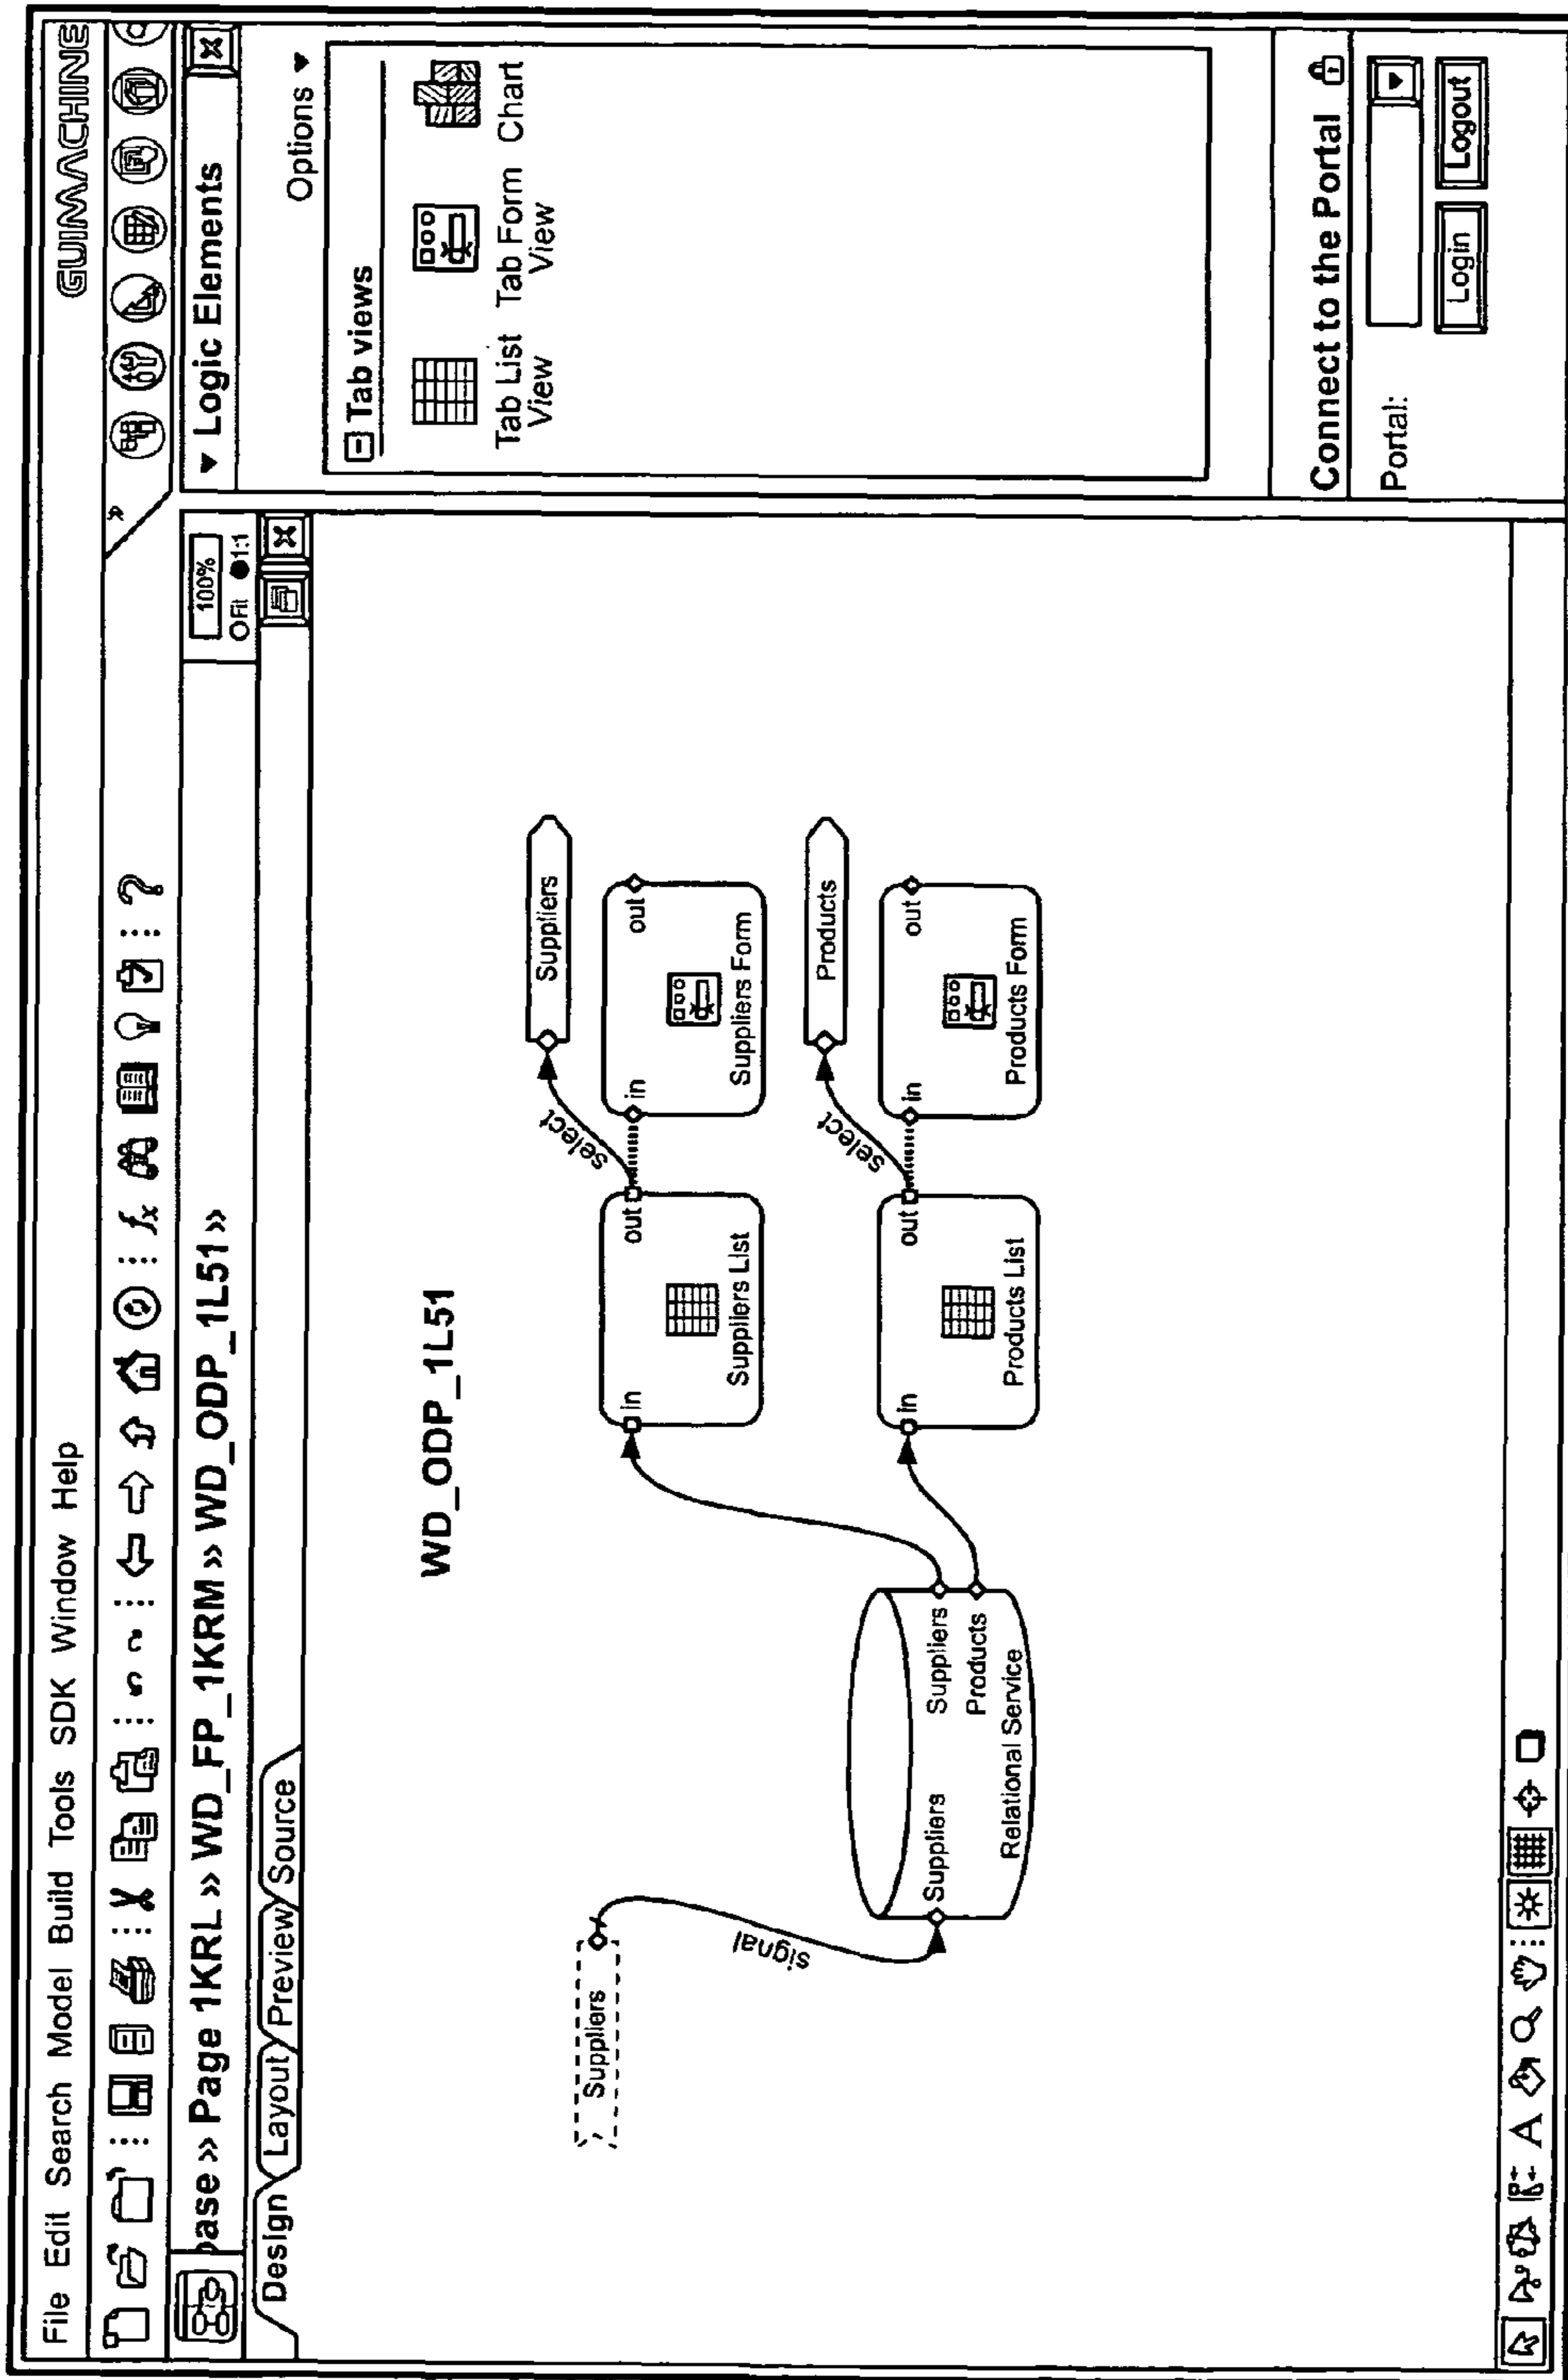 File Edit Search Model Build Tools SDK Window Help
GUIMACHINE
fx
?
»
ase » Page 1KRL » WD_FP_1KRM » WD_ODP_1L51 »
100%
Fit 1:1
Design Layout Preview Source
WD_ODP_1L51
Suppliers
signal
Suppliers
Suppliers
Products
Relational Service
in
out
Suppliers List
select
Suppliers
in
out
Suppliers Form
in
out
Products List
select
Products
in
out
Products Form
A
Logic Elements
Options
Tab views
Tab List View
Tab Form View
Chart
Connect to the Portal
Portal:
Login
Logout